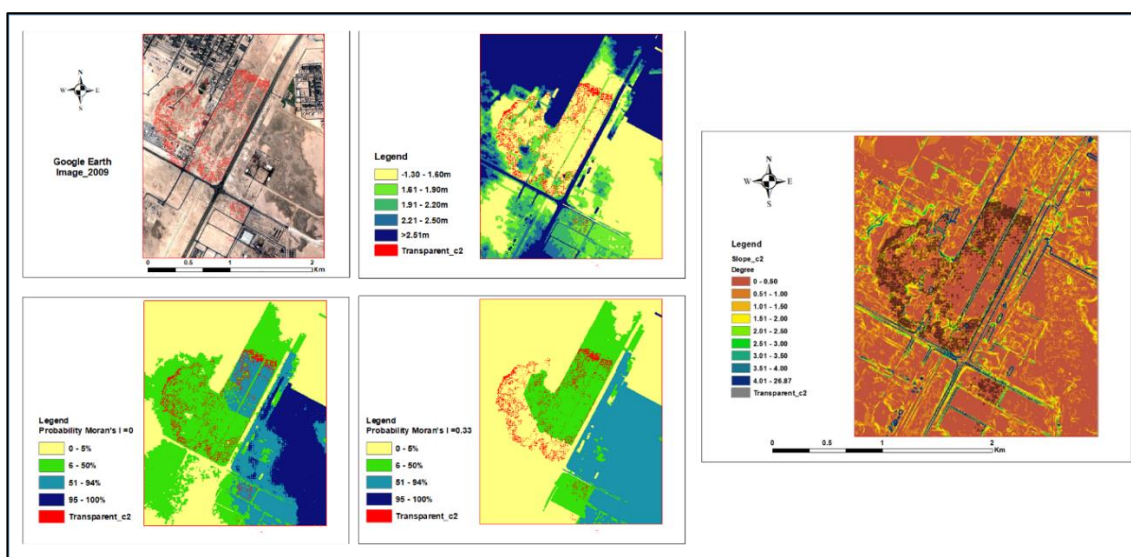 N
W E
S
Google Earth
Image_2009
0 0.5 1 2
Km
Legend
-1.30 - 1.60m
1.61 - 1.90m
1.91 - 2.20m
2.21 - 2.50m
>2.51m
Transparent_c2
N
W E
S
Legend
Slope_c2
Degree
0 - 0.50
0.51 - 1.00
1.01 - 1.50
1.51 - 2.00
2.01 - 2.50
2.51 - 3.00
3.01 - 3.50
3.51 - 4.00
4.01 - 26.87
Transparent_c2
0 0.5 1 2
Km
Legend
Probability Moran's I =0
0 - 5%
6 - 50%
51 - 94%
95 - 100%
Transparent_c2
Legend
Probability Moran's I =0.33
0 - 5%
6 - 50%
51 - 94%
95 - 100%
Transparent_c2